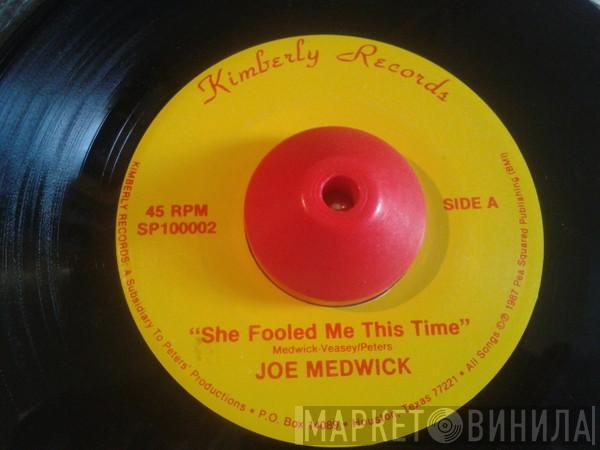 Kimberly Records
45 RPM
SP100002
SIDE A
"She Fooled Me This Time"
Medwick-Veasey/Peters
JOE MEDWICK
KIMBERLY RECORDS: A Subsidiary To Peters' Productions • P.O. Box 14089 • Houston, Texas 77221 • All Songs ©℗ 1987 Pea Squared Publishing (BMI)
МАРКЕТ ВИНИЛА